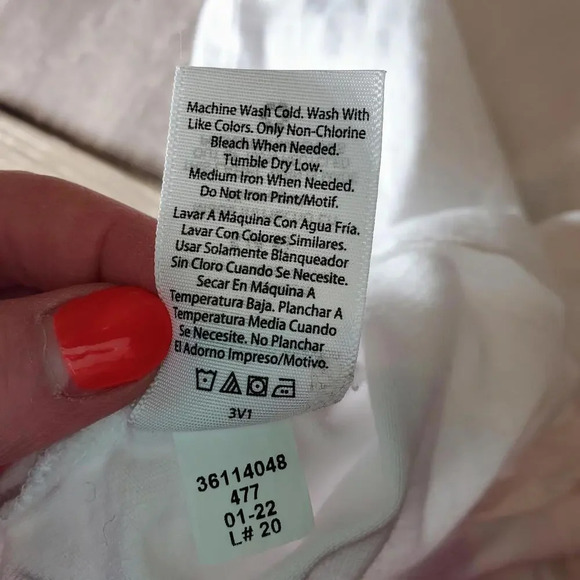 Machine Wash Cold. Wash With
Like Colors. Only Non-Chlorine
Bleach When Needed.
Tumble Dry Low.
Medium Iron When Needed.
Do Not Iron Print/Motif.
Lavar A Máquina Con Agua Fría.
Lavar Con Colores Similares.
Usar Solamente Blanqueador
Sin Cloro Cuando Se Necesite.
Secar En Máquina A
Temperatura Baja. Planchar A
Temperatura Media Cuando
Se Necesite. No Planchar
El Adorno Impreso/Motivo.
3V1
36114048
477
01-22
L# 20